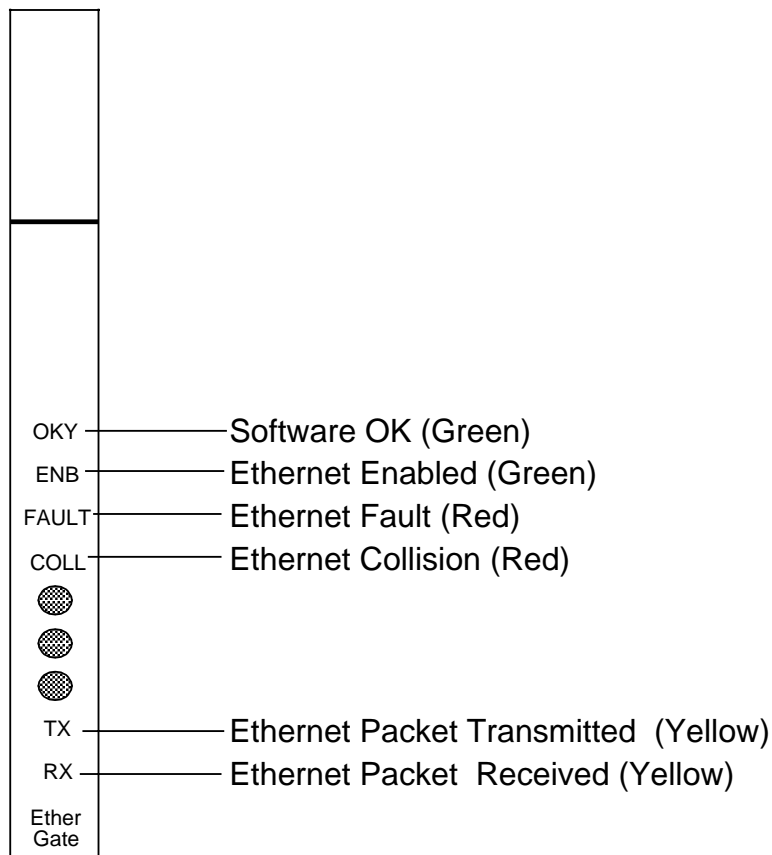 OKY Software OK (Green)
ENB Ethernet Enabled (Green)
FAULT Ethernet Fault (Red)
COLL Ethernet Collision (Red)
TX Ethernet Packet Transmitted (Yellow)
RX Ethernet Packet Received (Yellow)
Ether
Gate